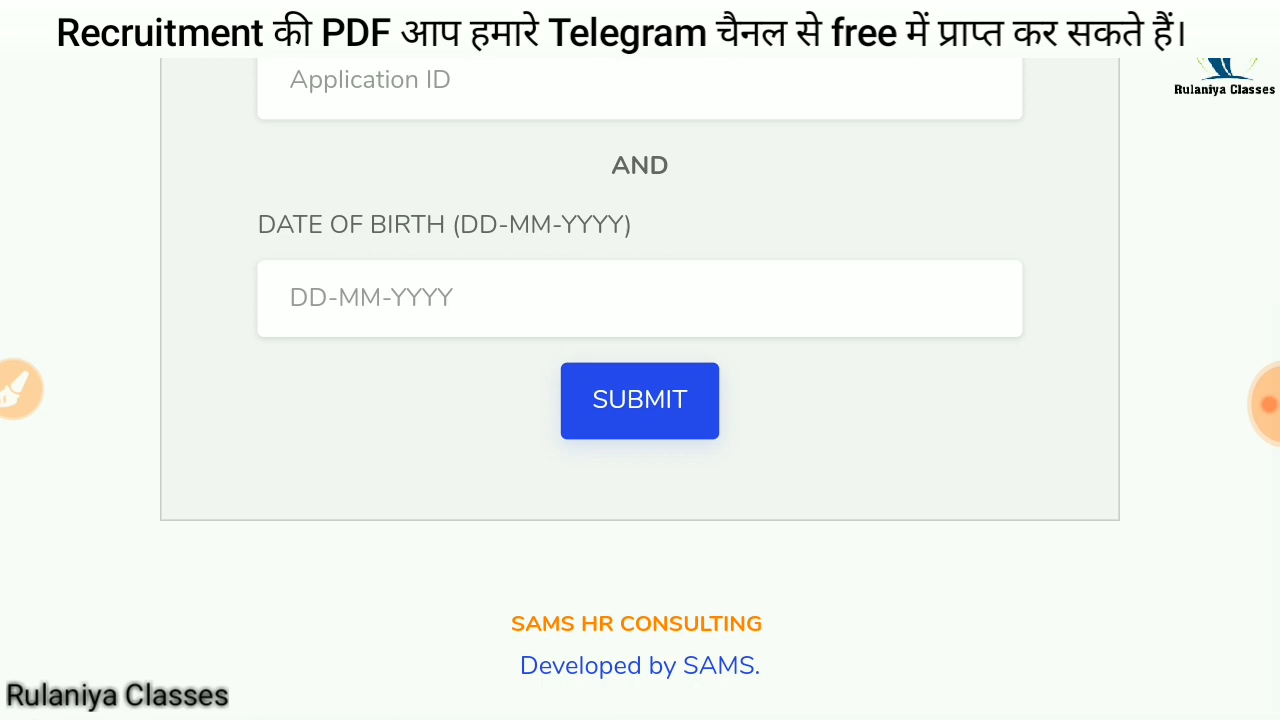 Recruitment की PDF आप हमारे Telegram चैनल से free में प्राप्त कर सकते हैं।
Application ID
Rulaniya Classes
AND
DATE OF BIRTH (DD-MM-YYYY)
DD-MM-YYYY
SUBMIT
SAMS HR CONSULTING
Developed by SAMS.
Rulaniya Classes